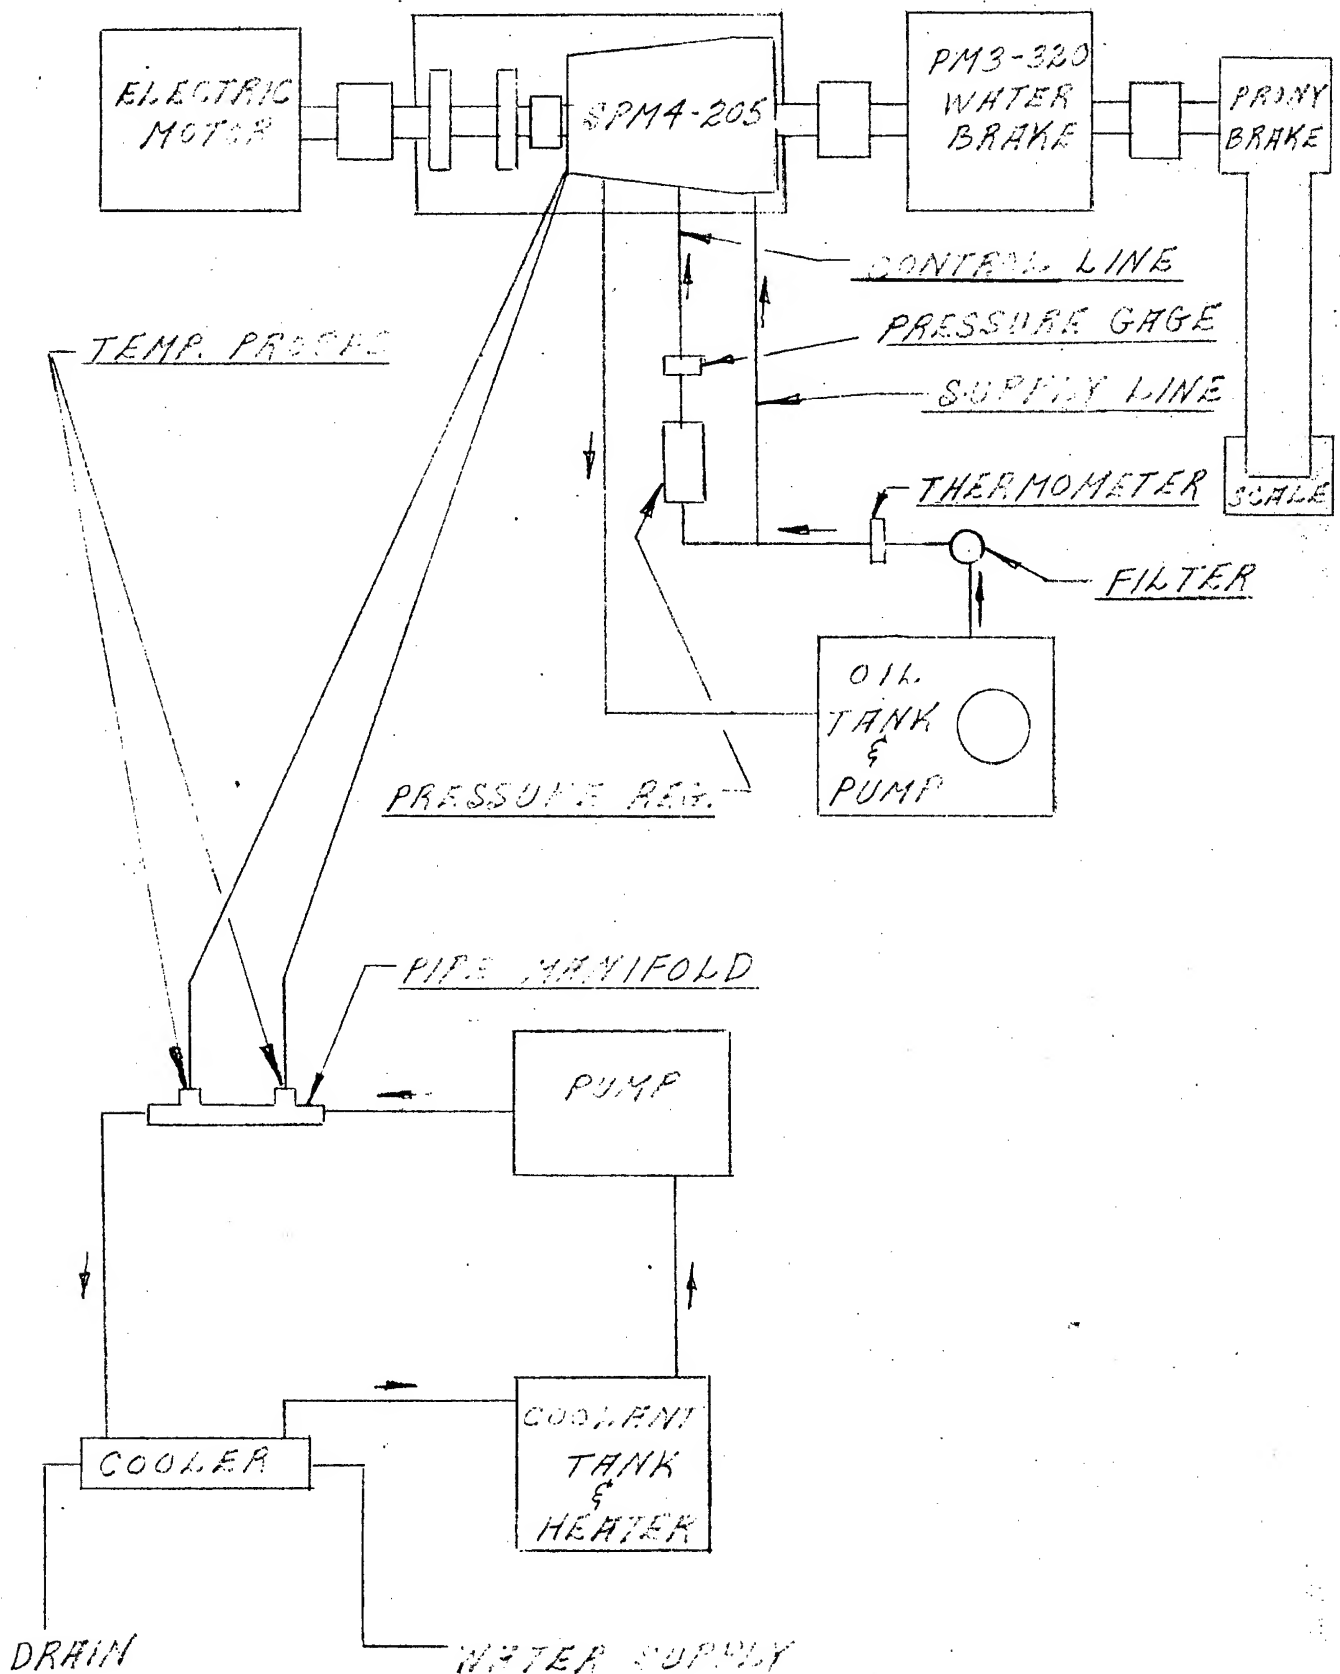 ELECTRIC
MOTOR
SPM4-205
PM3-320
WATER
BRAKE
PRONY
BRAKE
CONTROL LINE
PRESSURE GAGE
TEMP.
SUPPLY LINE
THERMOMETER
SCALE
FILTER
OIL
TANK
&
PUMP
PRESSURE REG.
PIPE MANIFOLD
PUMP
COOLANT
TANK
&
HEATER
COOLER
DRAIN
WATER SUPPLY